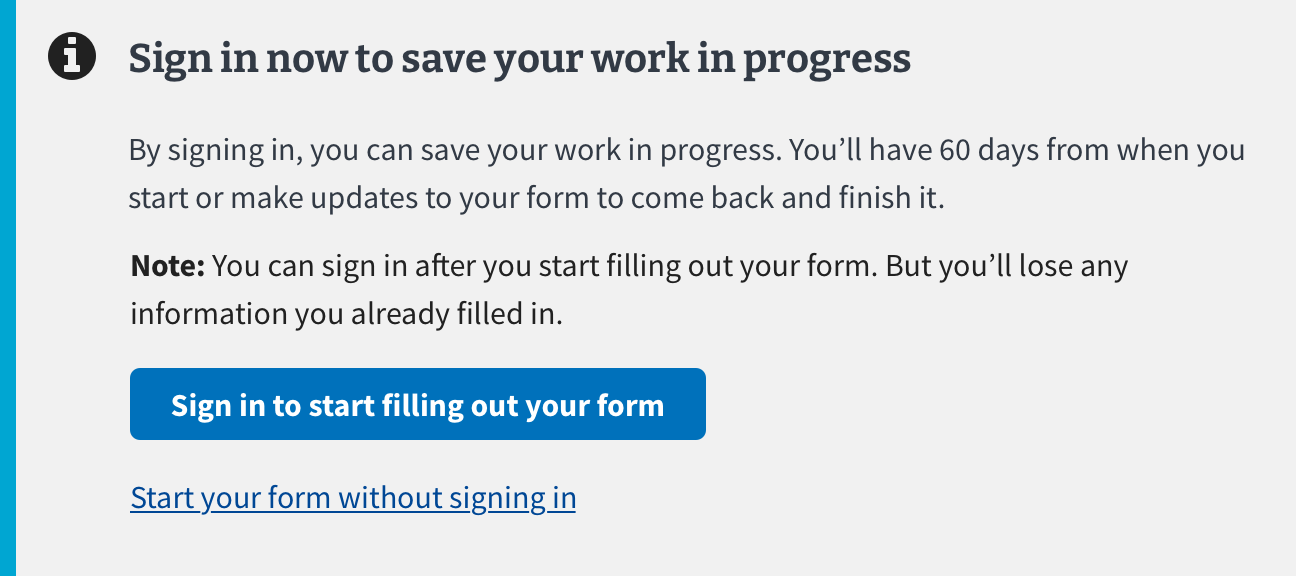 Sign in now to save your work in progress
By signing in, you can save your work in progress. You’ll have 60 days from when you
start or make updates to your form to come back and finish it.
Note: You can sign in after you start filling out your form. But you’ll lose any
information you already filled in.
Sign in to start filling out your form
Start your form without signing in